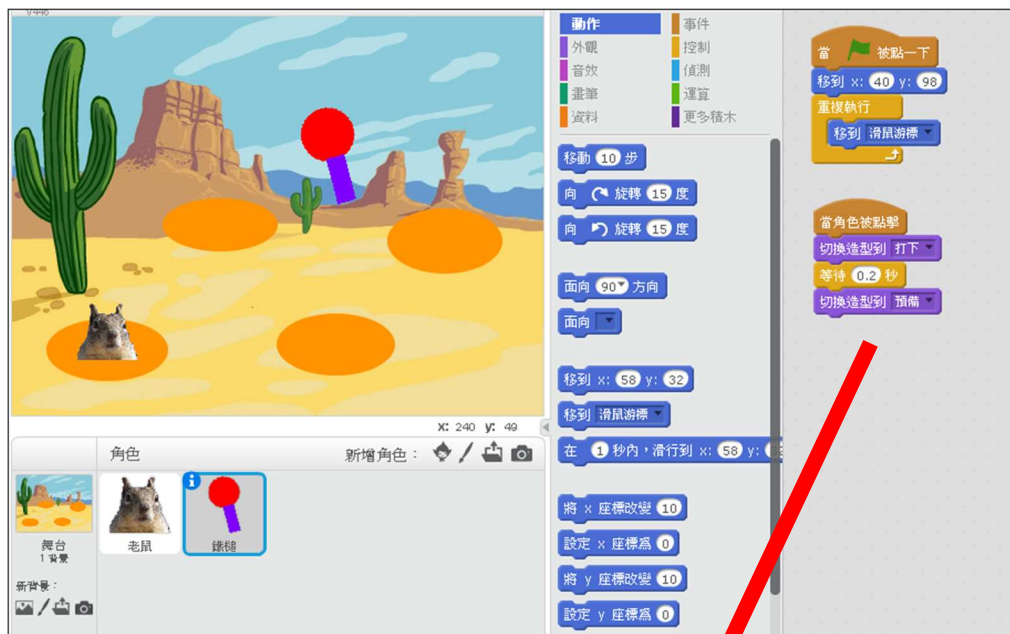 v446
動作
事件
外觀
控制
音效
偵測
畫筆
運算
資料
更多積木
移動 10 步
向 旋轉 15 度
向 旋轉 15 度
面向 90 方向
面向
移到 x: 58 y: 32
移到 滑鼠游標
在 1 秒內，滑行到 x: 58 y:
將 x 座標改變 10
設定 x 座標為 0
將 y 座標改變 10
設定 y 座標為 0
當 被點一下
移到 x: 40 y: 98
重複執行
移到 滑鼠游標
當角色被點擊
切換造型到 打下
等待 0.2 秒
切換造型到 預備
X: 240 y: 49
角色
新增角色：
舞台
1 背景
新背景：
老鼠
鐵槌